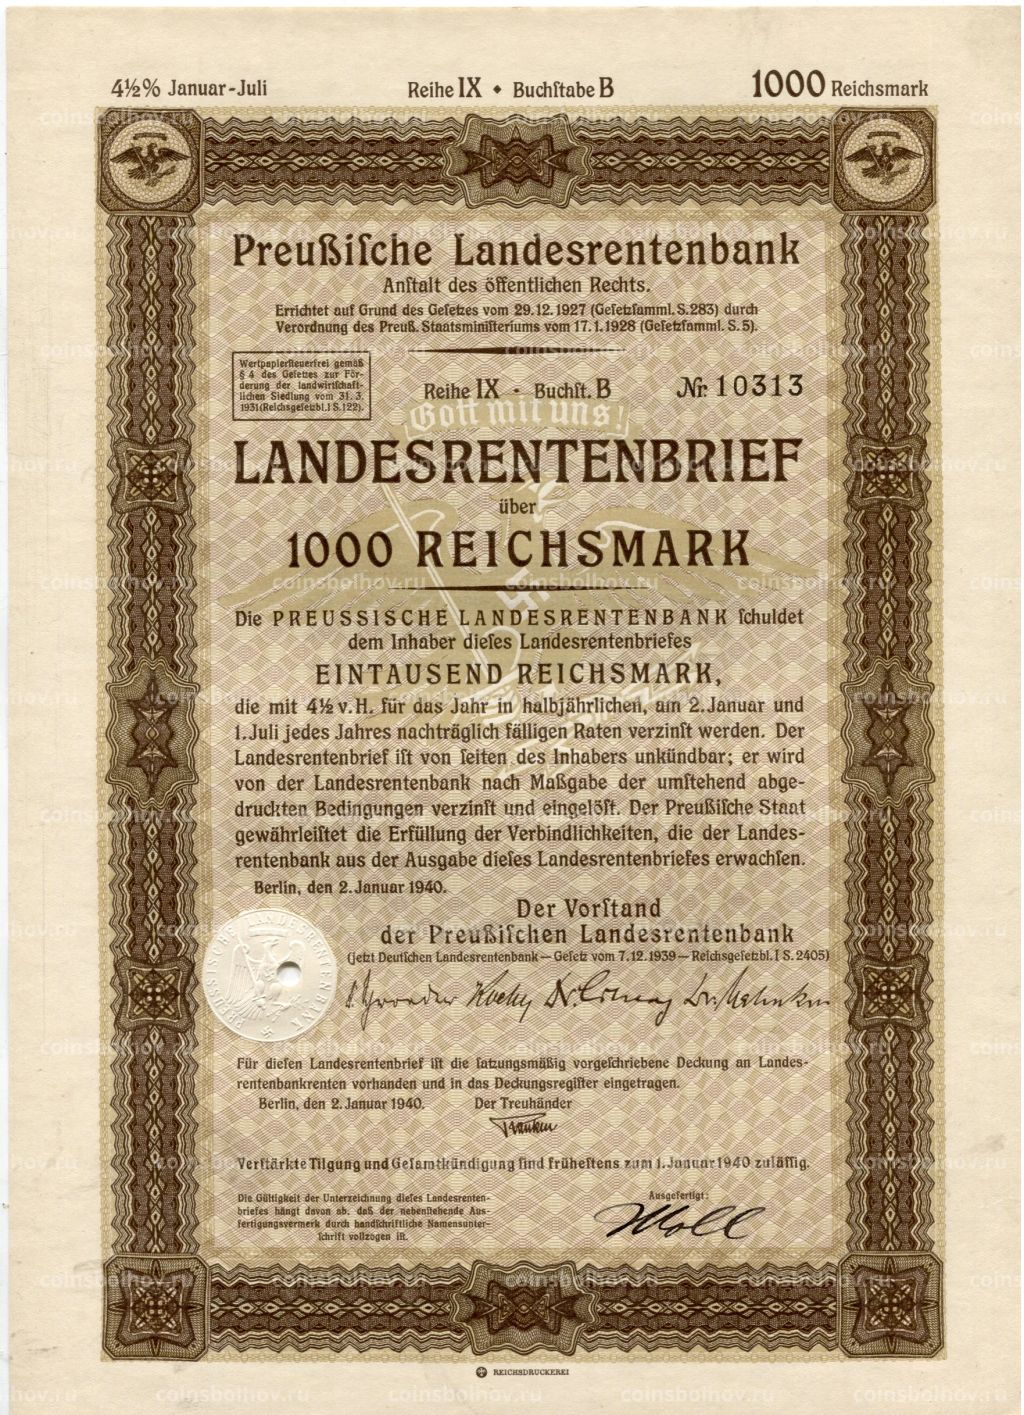 4½% Januar-Juli Reihe IX • Buchſtabe B 1000 Reichsmark
Preußiſche Landesrentenbank
Anſtalt des öffentlichen Rechts.
Errichtet auf Grund des Geſetzes vom 29.12.1927 (Geſetzſamml. S. 283) durch
Verordnung des Preuß. Staatsminiſteriums vom 17.1.1928 (Geſetzſamml. S. 5).
Wertpapierſteuerfrei gemäß
§ 4 des Geſetzes zur För-
derung der landwirtſchaft-
lichen Siedlung vom 31. 3.
1931 (Reichsgeſetzbl. I S. 122).
Reihe IX • Buchſt. B Nr. 10313
Gott mit uns!
LANDESRENTENBRIEF
über
1000 REICHSMARK
Die PREUSSISCHE LANDESRENTENBANK ſchuldet
dem Inhaber dieſes Landesrentenbriefes
EINTAUSEND REICHSMARK,
die mit 4½ v. H. für das Jahr in halbjährlichen, am 2. Januar und
1. Juli jedes Jahres nachträglich fälligen Raten verzinſt werden. Der
Landesrentenbrief iſt von ſeiten des Inhabers unkündbar; er wird
von der Landesrentenbank nach Maßgabe der umſtehend abge-
druckten Bedingungen verzinſt und eingelöſt. Der Preußiſche Staat
gewährleiſtet die Erfüllung der Verbindlichkeiten, die der Landes-
rentenbank aus der Ausgabe dieſes Landesrentenbriefes erwachſen.
Berlin, den 2. Januar 1940.
Der Vorſtand
der Preußiſchen Landesrentenbank
(jetzt Deutſchen Landesrentenbank — Geſetz vom 7.12.1939 — Reichsgeſetzbl. I S. 2405)
PREUSSISCHE LANDESRENTENBANK
Für dieſen Landesrentenbrief iſt die ſatzungsmäßig vorgeſchriebene Deckung an Landes-
rentenbankrenten vorhanden und in das Deckungsregiſter eingetragen.
Berlin, den 2. Januar 1940. Der Treuhänder
Verſtärkte Tilgung und Geſamtkündigung ſind früheſtens zum 1. Januar 1940 zuläſſig.
Die Gültigkeit der Unterzeichnung dieſes Landesrenten-
briefes hängt davon ab, daß der nebenſtehende Aus-
fertigungsvermerk durch handſchriftliche Namensunter-
ſchrift vollzogen iſt.
Ausgefertigt:
Moll
REICHSDRUCKEREI
coinsbolhov.ru